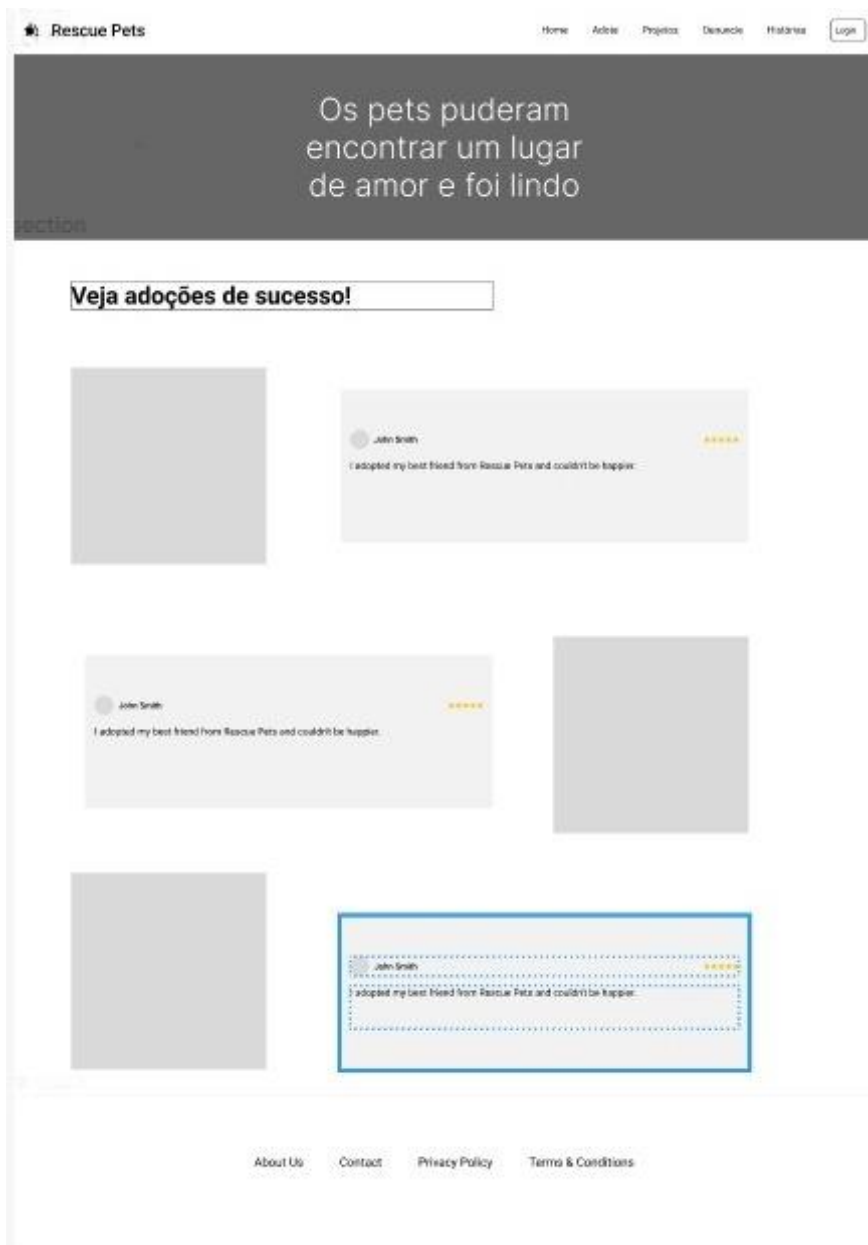 Rescue Pets
Home Adote Projetos Denuncie Histórias Login
Os pets puderam
encontrar um lugar
de amor e foi lindo
section
Veja adoções de sucesso!
John Smith
I adopted my best friend from Rescue Pets and couldn't be happier.
John Smith
I adopted my best friend from Rescue Pets and couldn't be happier.
John Smith
I adopted my best friend from Rescue Pets and couldn't be happier.
About Us Contact Privacy Policy Terms & Conditions